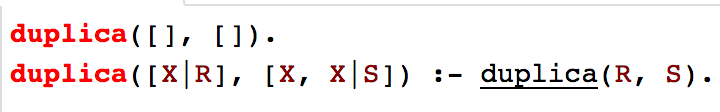 duplica([], []).
duplica([X|R], [X, X|S]) :- duplica(R, S).